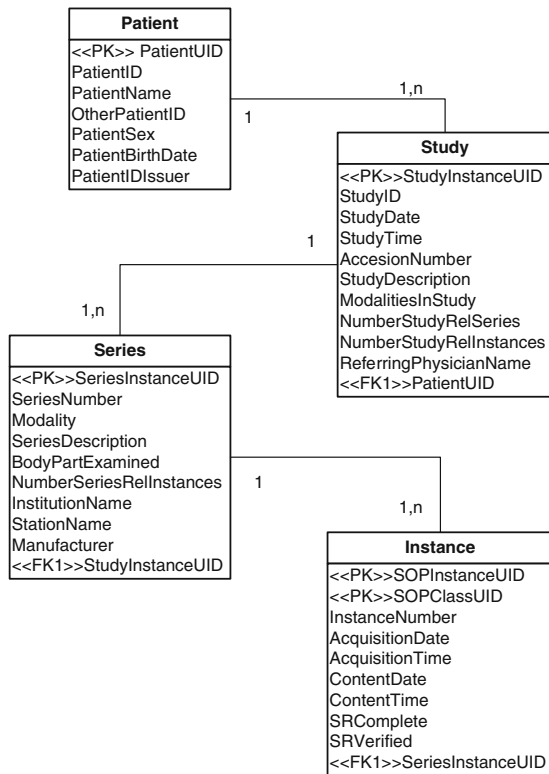 Patient
<<PK>> PatientUID
PatientID
PatientName
OtherPatientID
PatientSex
PatientBirthDate
PatientIDIssuer
1
1,n
Study
<<PK>>StudyInstanceUID
StudyID
StudyDate
StudyTime
AccesionNumber
StudyDescription
ModalitiesInStudy
NumberStudyRelSeries
NumberStudyRelInstances
ReferringPhysicianName
<<FK1>>PatientUID
1
1,n
Series
<<PK>>SeriesInstanceUID
SeriesNumber
Modality
SeriesDescription
BodyPartExamined
NumberSeriesRelInstances
InstitutionName
StationName
Manufacturer
<<FK1>>StudyInstanceUID
1
1,n
Instance
<<PK>>SOPInstanceUID
<<PK>>SOPClassUID
InstanceNumber
AcquisitionDate
AcquisitionTime
ContentDate
ContentTime
SRComplete
SRVerified
<<FK1>>SeriesInstanceUID